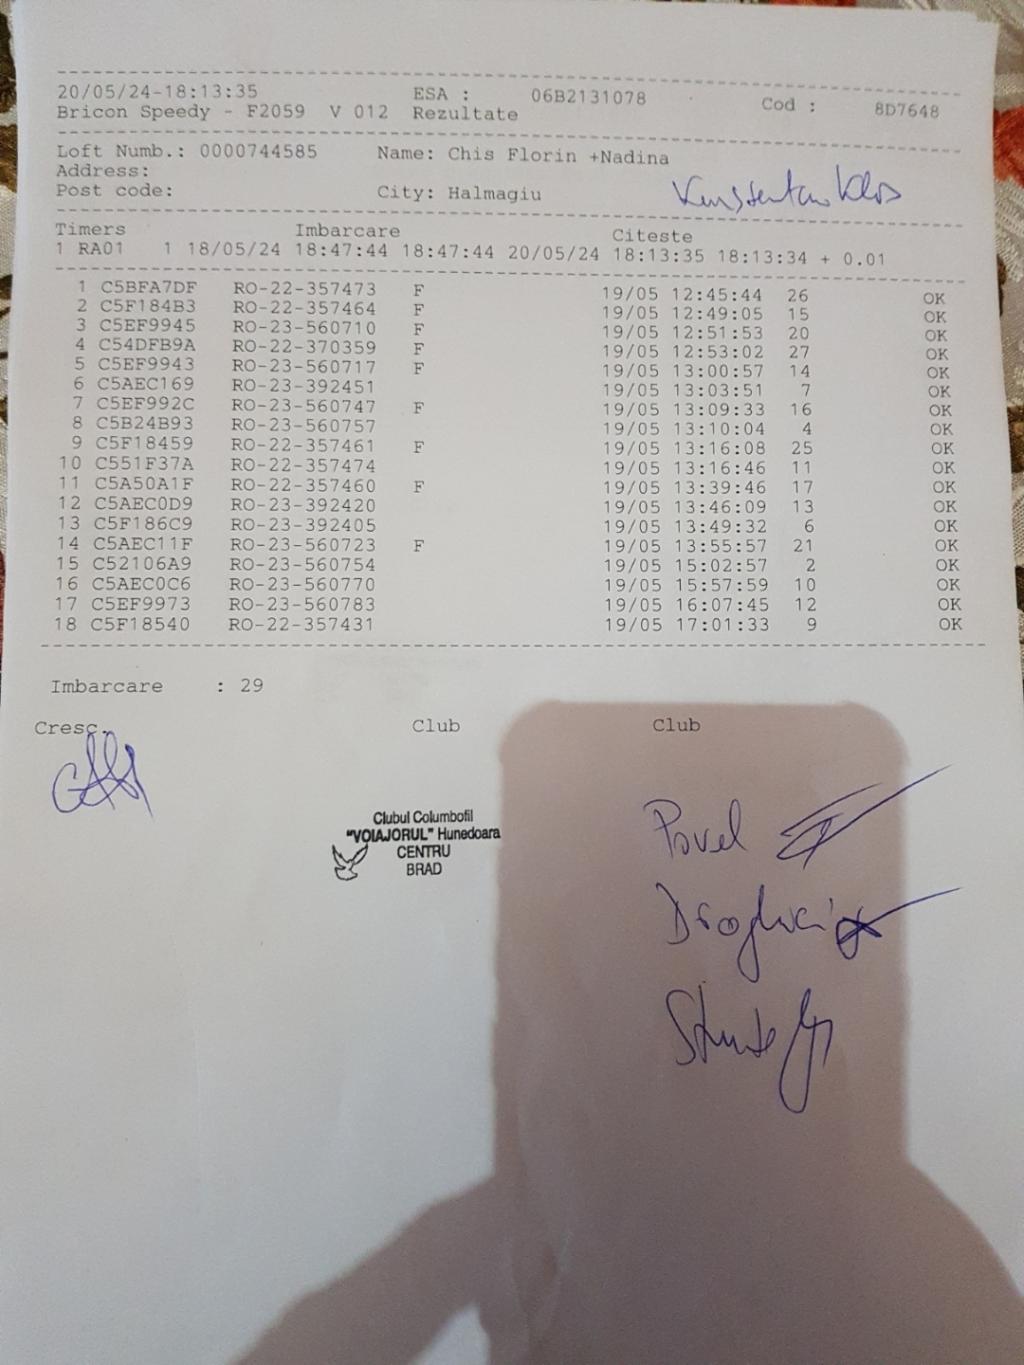 20/05/24-18:13:35 ESA : 06B2131078 Cod : 8D7648
Bricon Speedy - F2059 V 012 Rezultate
Loft Numb.: 0000744585 Name: Chis Florin +Nadina
Address:
Post code: City: Halmagiu
Timers Imbarcare Citeste
1 RA01 1 18/05/24 18:47:44 18:47:44 20/05/24 18:13:35 18:13:34 + 0.01
1 C5BFA7DF RO-22-357473 F 19/05 12:45:44 26 OK
2 C5F184B3 RO-22-357464 F 19/05 12:49:05 15 OK
3 C5EF9945 RO-23-560710 F 19/05 12:51:53 20 OK
4 C54DFB9A RO-22-370359 F 19/05 12:53:02 27 OK
5 C5EF9943 RO-23-560717 F 19/05 13:00:57 14 OK
6 C5AEC169 RO-23-392451 19/05 13:03:51 7 OK
7 C5EF992C RO-23-560747 F 19/05 13:09:33 16 OK
8 C5B24B93 RO-23-560757 19/05 13:10:04 4 OK
9 C5F18459 RO-22-357461 F 19/05 13:16:08 25 OK
10 C551F37A RO-22-357474 19/05 13:16:46 11 OK
11 C5A50A1F RO-22-357460 F 19/05 13:39:46 17 OK
12 C5AEC0D9 RO-23-392420 19/05 13:46:09 13 OK
13 C5F186C9 RO-23-392405 19/05 13:49:32 6 OK
14 C5AEC11F RO-23-560723 F 19/05 13:55:57 21 OK
15 C52106A9 RO-23-560754 19/05 15:02:57 2 OK
16 C5AEC0C6 RO-23-560770 19/05 15:57:59 10 OK
17 C5EF9973 RO-23-560783 19/05 16:07:45 12 OK
18 C5F18540 RO-22-357431 19/05 17:01:33 9 OK
Imbarcare : 29
Cresc. Club Club
Clubul Columbofil
"VOIAJORUL" Hunedoara
CENTRU
BRAD
Pavel